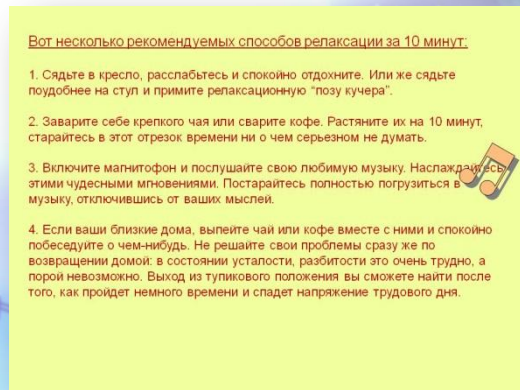 Вот несколько рекомендуемых способов релаксации за 10 минут:
1. Сядьте в кресло, расслабьтесь и спокойно отдохните. Или же сядьте
поудобнее на стул и примите релаксационную “позу кучера”.
2. Заварите себе крепкого чая или сварите кофе. Растяните их на 10 минут,
старайтесь в этот отрезок времени ни о чем серьезном не думать.
3. Включите магнитофон и послушайте свою любимую музыку. Наслаждайтесь
этими чудесными мгновениями. Постарайтесь полностью погрузиться в
музыку, отключившись от ваших мыслей.
4. Если ваши близкие дома, выпейте чай или кофе вместе с ними и спокойно
побеседуйте о чем-нибудь. Не решайте свои проблемы сразу же по
возвращении домой: в состоянии усталости, разбитости это очень трудно, а
порой невозможно. Выход из тупикового положения вы сможете найти после
того, как пройдет немного времени и спадет напряжение трудового дня.